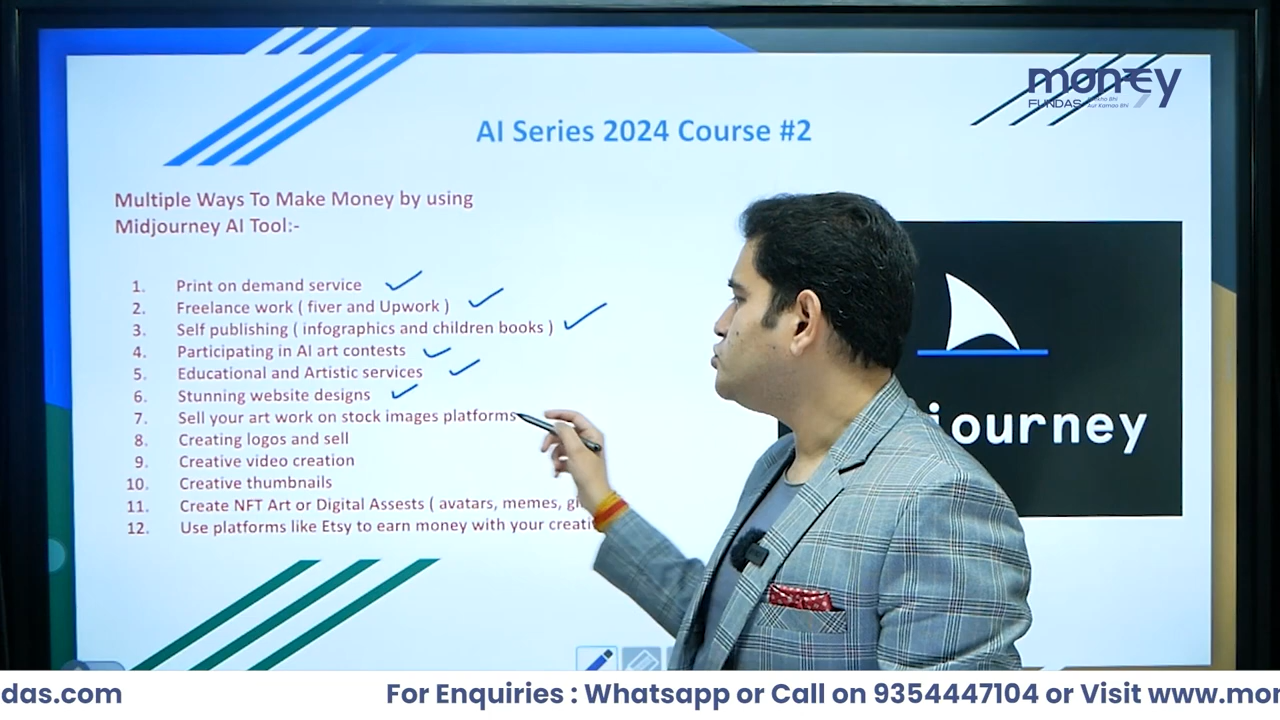 money
FUNDAS
Aur Kamao Bhi
AI Series 2024 Course #2
Multiple Ways To Make Money by using
Midjourney AI Tool:-
1. Print on demand service
2. Freelance work ( fiver and Upwork )
3. Self publishing ( infographics and children books )
4. Participating in AI art contests
5. Educational and Artistic services
6. Stunning website designs
7. Sell your art work on stock images platforms
8. Creating logos and sell
9. Creative video creation
10. Creative thumbnails
11. Create NFT Art or Digital Assests ( avatars, memes,
12. Use platforms like Etsy to earn money with your
journey
das.com For Enquiries : Whatsapp or Call on 9354447104 or Visit www.mon